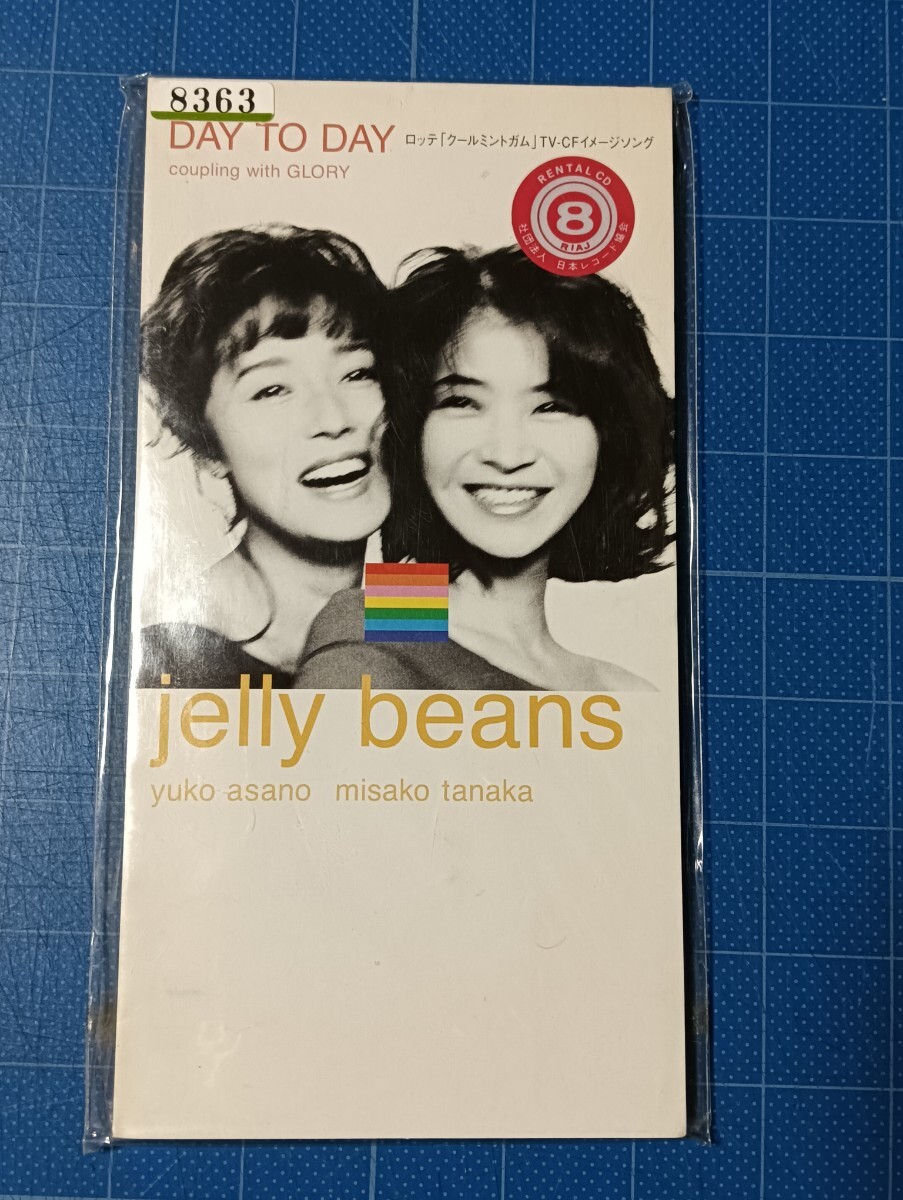 8363
DAY TO DAY ロッテ「クールミントガム」TV-CFイメージソング
coupling with GLORY
RENTAL CD
8
RIAJ
社団法人 日本レコード協会
jelly beans
yuko asano misako tanaka